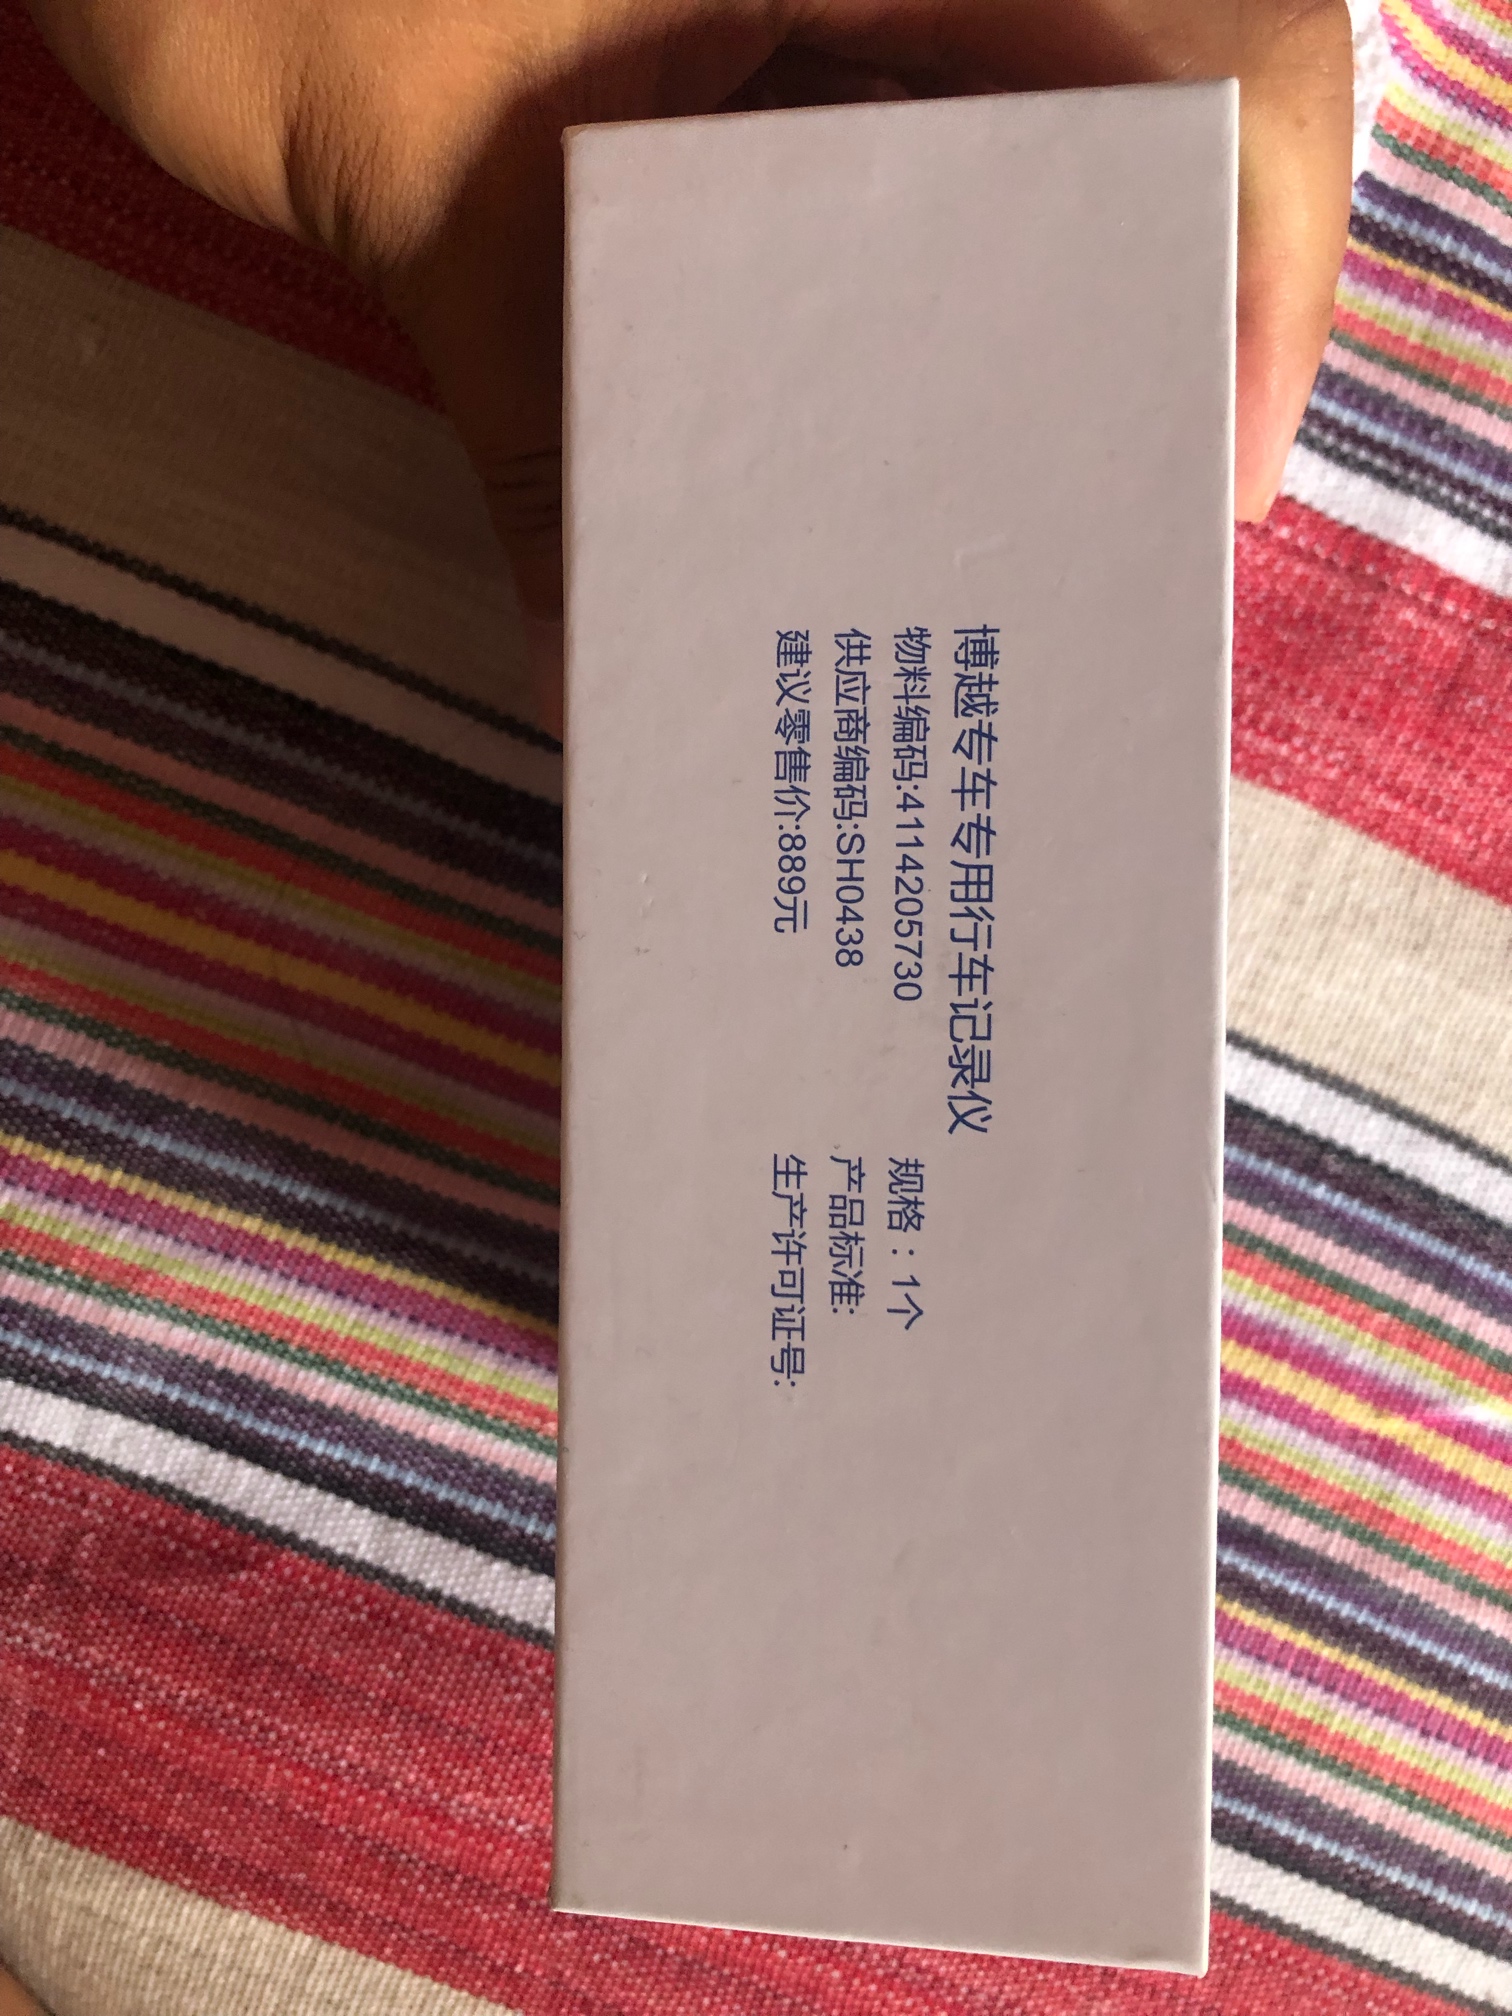 博越专车专用行车记录仪
物料编码:4114205730
供应商编码:SH0438
建议零售价:889元
规格：1个
产品标准:
生产许可证号: